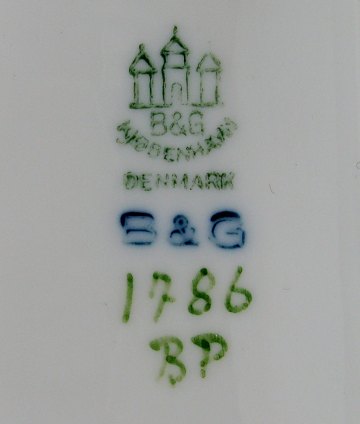 B&G
KJØBENHAVN
DENMARK
B & G
1786
BP